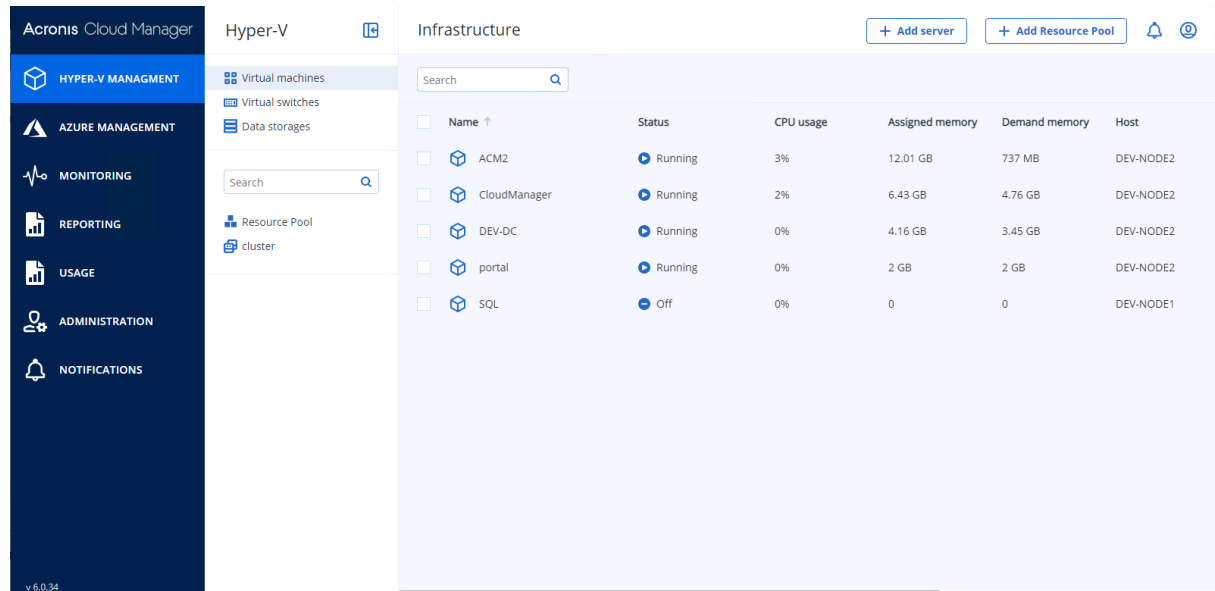 Acronis Cloud Manager
HYPER-V MANAGMENT
AZURE MANAGEMENT
MONITORING
REPORTING
USAGE
ADMINISTRATION
NOTIFICATIONS
v 6.0.34
Hyper-V
Virtual machines
Virtual switches
Data storages
Search
Resource Pool
cluster
Infrastructure
+ Add server + Add Resource Pool
Search
Name ↑ Status CPU usage Assigned memory Demand memory Host
ACM2 Running 3% 12.01 GB 737 MB DEV-NODE2
CloudManager Running 2% 6.43 GB 4.76 GB DEV-NODE2
DEV-DC Running 0% 4.16 GB 3.45 GB DEV-NODE2
portal Running 0% 2 GB 2 GB DEV-NODE2
SQL Off 0% 0 0 DEV-NODE1